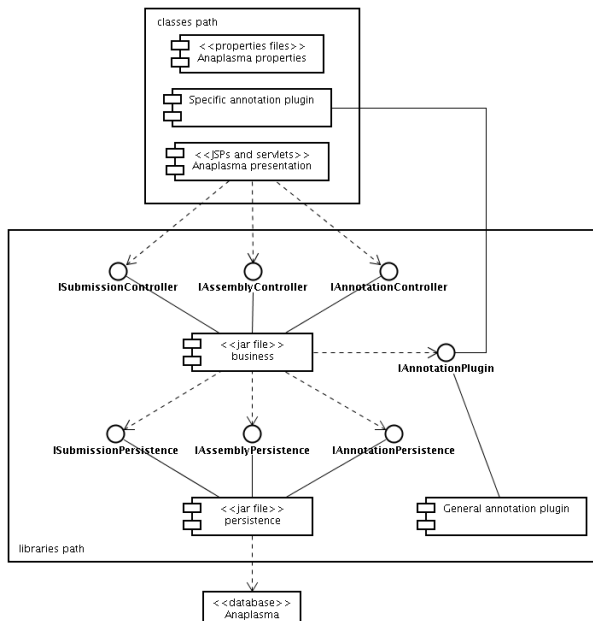 classes path
<<properties files>>
Anaplasma properties
Specific annotation plugin
<<JSPs and servlets>>
Anaplasma presentation
ISubmissionController
IAssemblyController
IAnnotationController
<<jar file>>
business
IAnnotationPlugin
ISubmissionPersistence
IAssemblyPersistence
IAnnotationPersistence
<<jar file>>
persistence
General annotation plugin
libraries path
<<database>>
Anaplasma